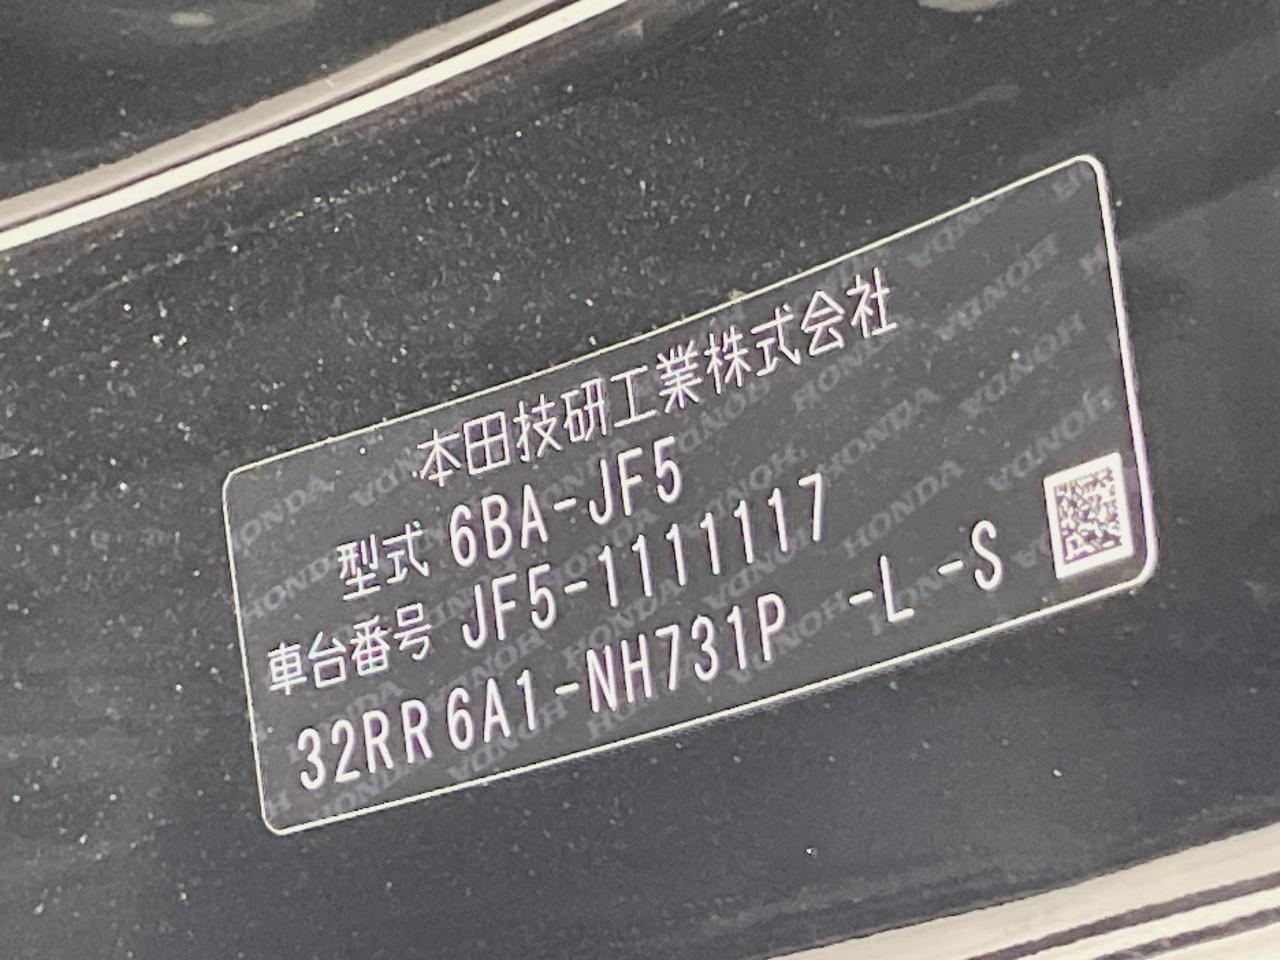 本田技研工業株式会社
型式 6BA-JF5
車台番号 JF5-1111117
32RR6A1-NH731P -L-S